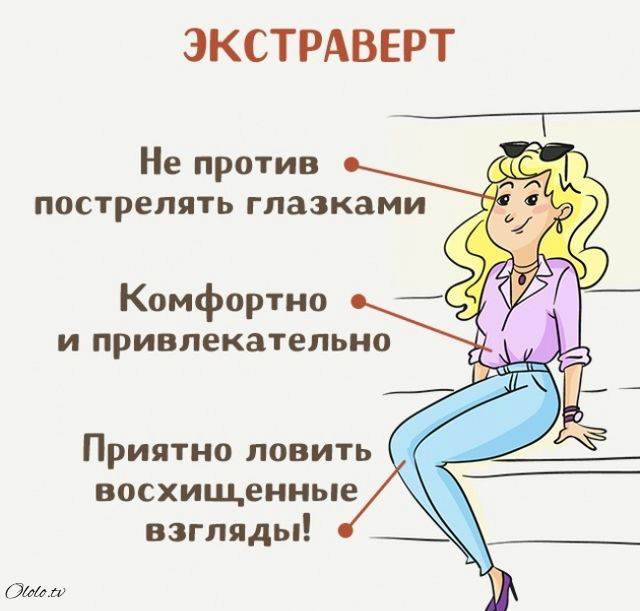 ЭКСТРАВЕРТ
Не против
пострелять глазками
Комфортно
и привлекательно
Приятно ловить
восхищенные
взгляды!
Ololo.tv